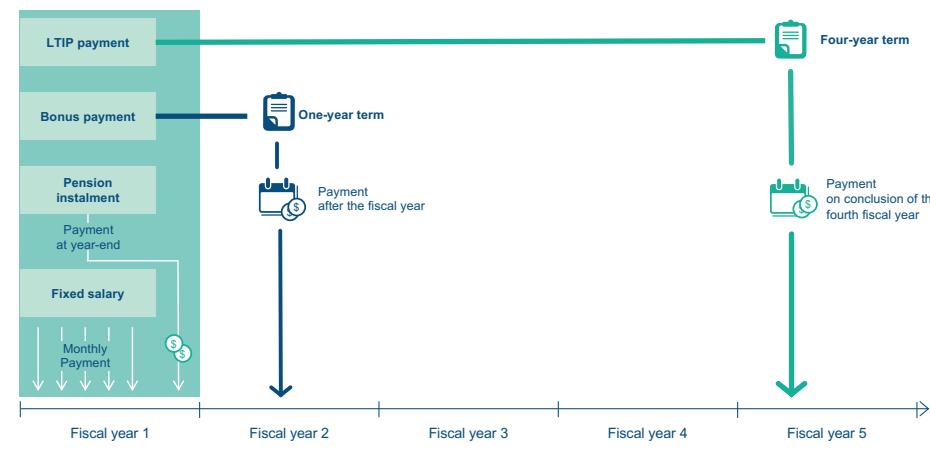 LTIP payment
Four-year term
Bonus payment
One-year term
Pension
instalment
Payment
after the fiscal year
Payment
on conclusion of th
fourth fiscal year
Payment
at year-end
Fixed salary
Monthly
Payment
$ $
$ $
$ $
Fiscal year 1
Fiscal year 2
Fiscal year 3
Fiscal year 4
Fiscal year 5